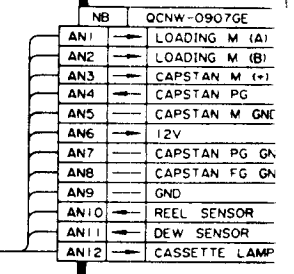 NB QCNW-0907GE
AN1 LOADING M (A)
AN2 LOADING M (B)
AN3 CAPSTAN M (+)
AN4 CAPSTAN PG
AN5 CAPSTAN M GND
AN6 12V
AN7 CAPSTAN PG GN
AN8 CAPSTAN FG GN
AN9 GND
AN10 REEL SENSOR
AN11 DEW SENSOR
AN12 CASSETTE LAMP